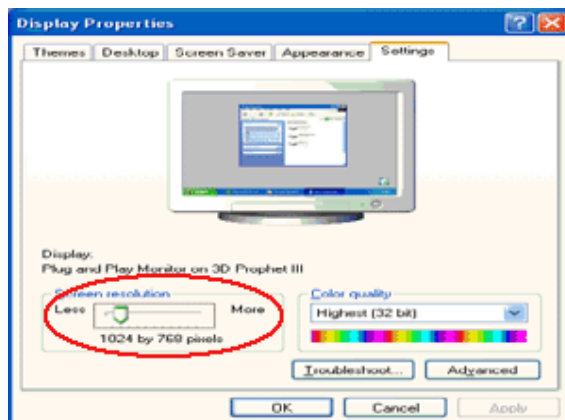 Display Properties
Themes Desktop Screen Saver Appearance Settings
Display:
Plug and Play Monitor on 3D Prophet III
Screen resolution
Less More
1024 by 768 pixels
Color quality
Highest (32 bit)
Troubleshoot... Advanced
OK Cancel Apply